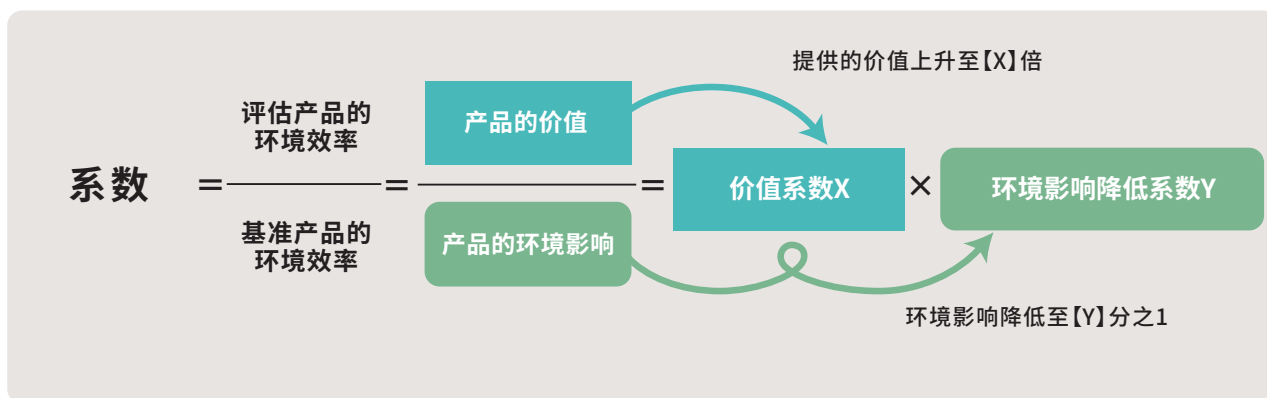 提供的价值上升至【X】倍
系数
=
评估产品的
环境效率
基准产品的
环境效率
=
产品的价值
产品的环境影响
=
价值系数X
×
环境影响降低系数Y
环境影响降低至【Y】分之1